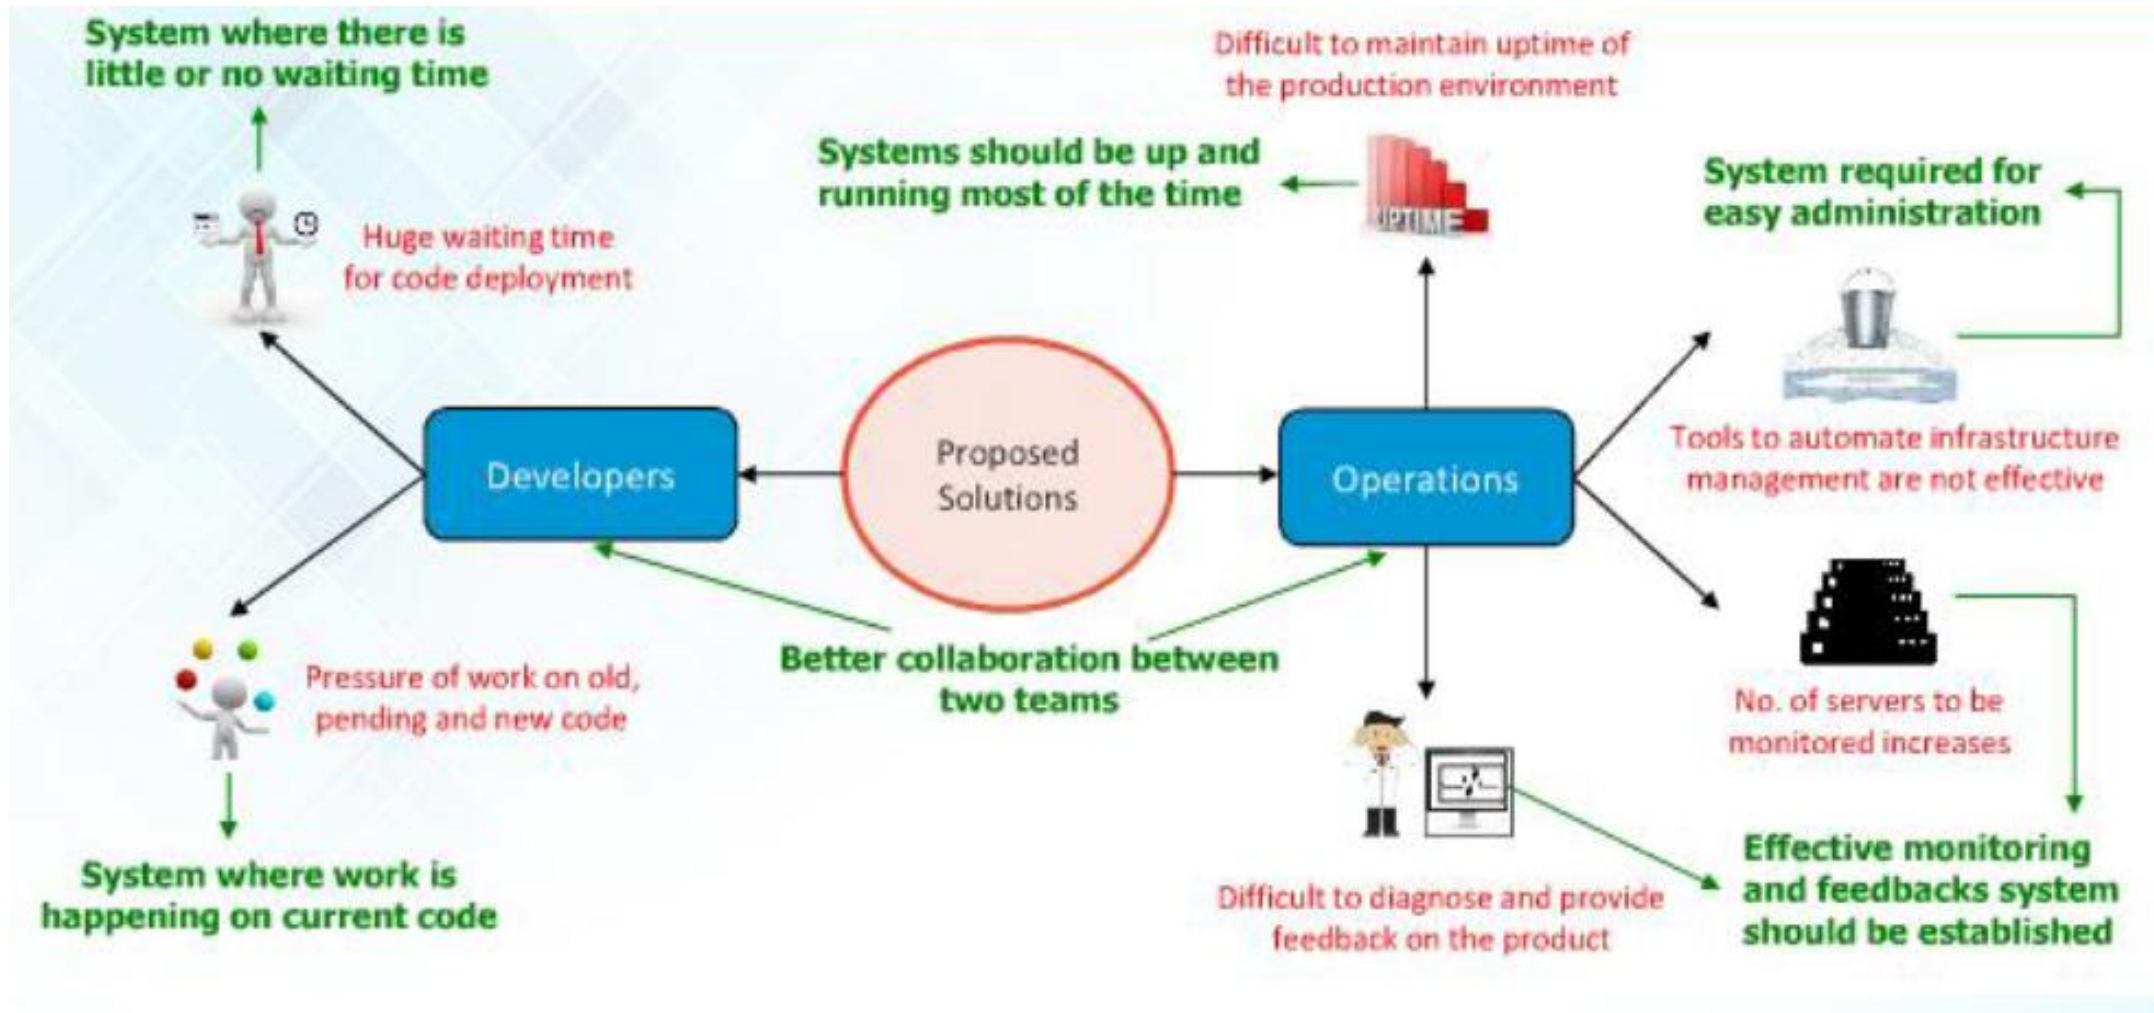 System where there is
little or no waiting time
Huge waiting time
for code deployment
Developers
Pressure of work on old,
pending and new code
System where work is
happening on current code
Proposed
Solutions
Better collaboration between
two teams
Difficult to maintain uptime of
the production environment
Systems should be up and
running most of the time
UPTIME
Operations
System required for
easy administration
Tools to automate infrastructure
management are not effective
No. of servers to be
monitored increases
Difficult to diagnose and provide
feedback on the product
Effective monitoring
and feedbacks system
should be established